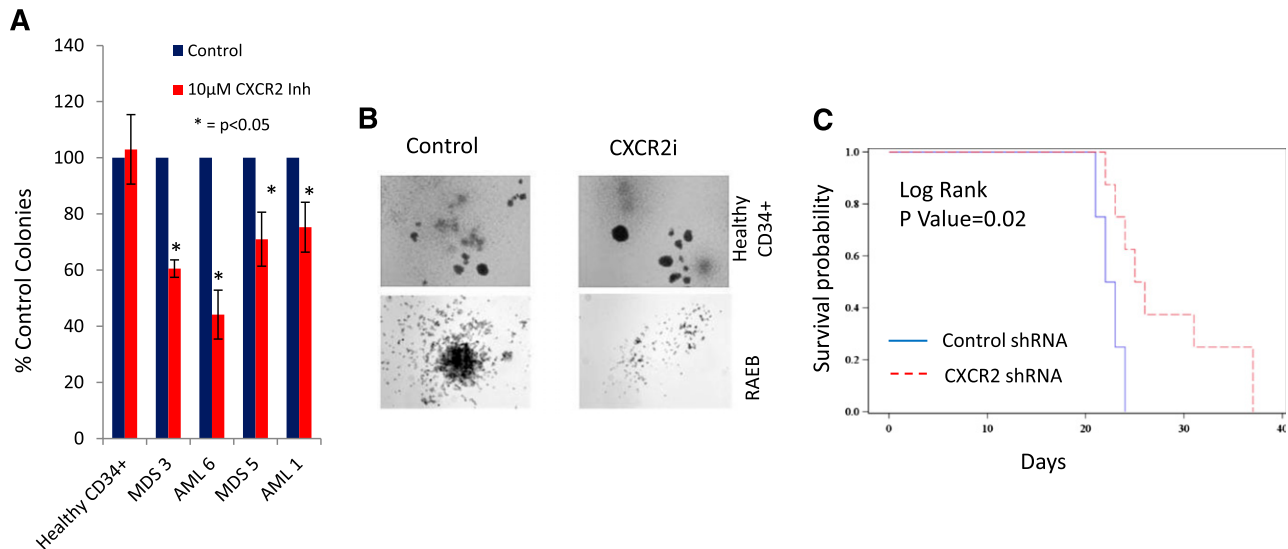 A
140
120
100
80
60
40
20
0
% Control Colonies
Control
10µM CXCR2 Inh
* = p<0.05
*
*
*
*
Healthy CD34+
MDS 3
AML 6
MDS 5
AML 1
B
Control
CXCR2i
Healthy
CD34+
RAEB
C
1.0
0.8
0.6
0.4
0.2
0.0
Survival probability
Log Rank
P Value=0.02
Control shRNA
CXCR2 shRNA
0
10
20
30
40
Days